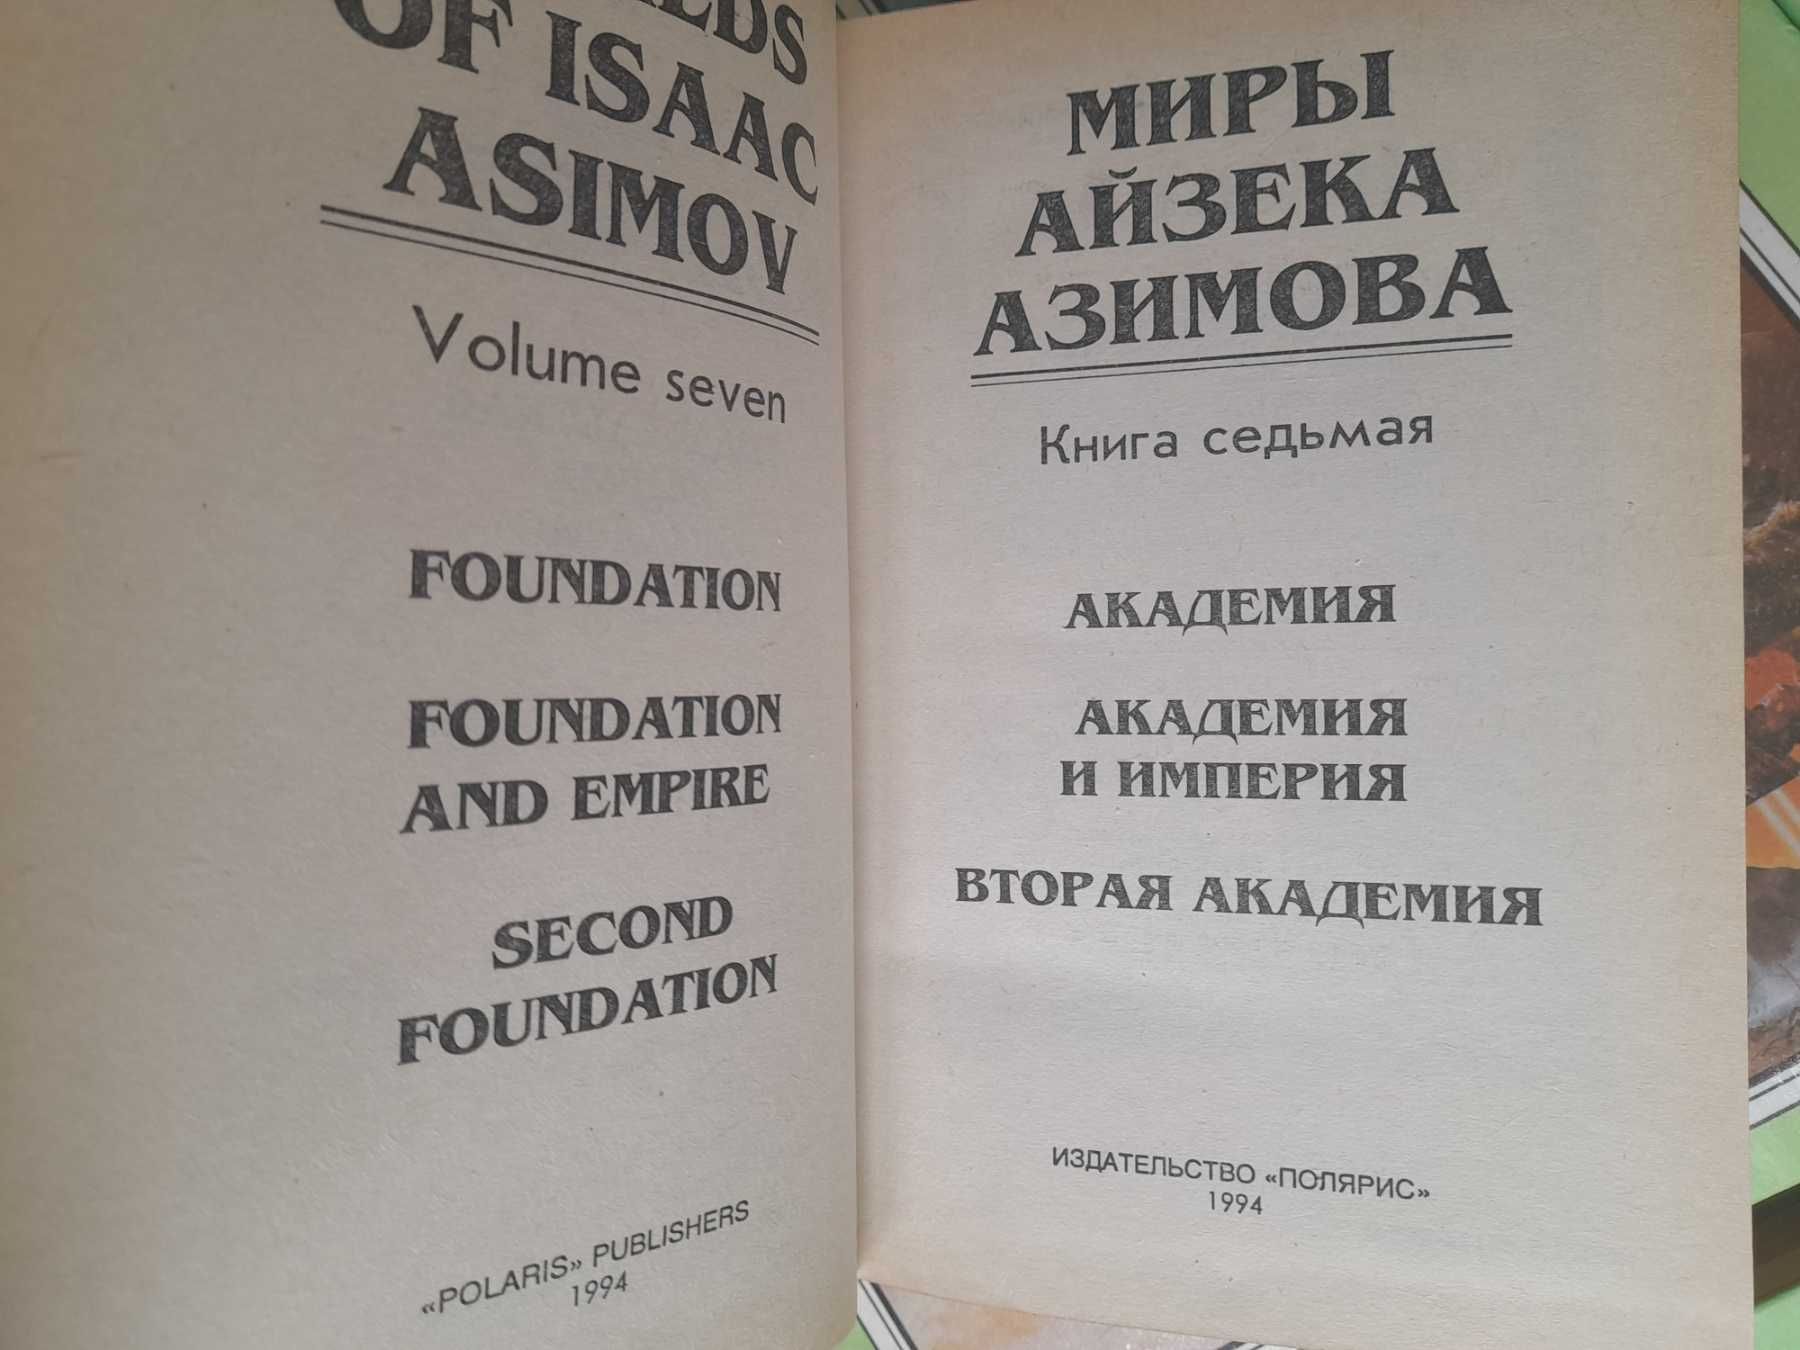 OF ISAAC
ASIMOV
Volume seven
FOUNDATION
FOUNDATION
AND EMPIRE
SECOND
FOUNDATION
«POLARIS» PUBLISHERS
1994
МИРЫ
АЙЗЕКА
АЗИМОВА
Книга седьмая
АКАДЕМИЯ
АКАДЕМИЯ
И ИМПЕРИЯ
ВТОРАЯ АКАДЕМИЯ
ИЗДАТЕЛЬСТВО «ПОЛЯРИС»
1994